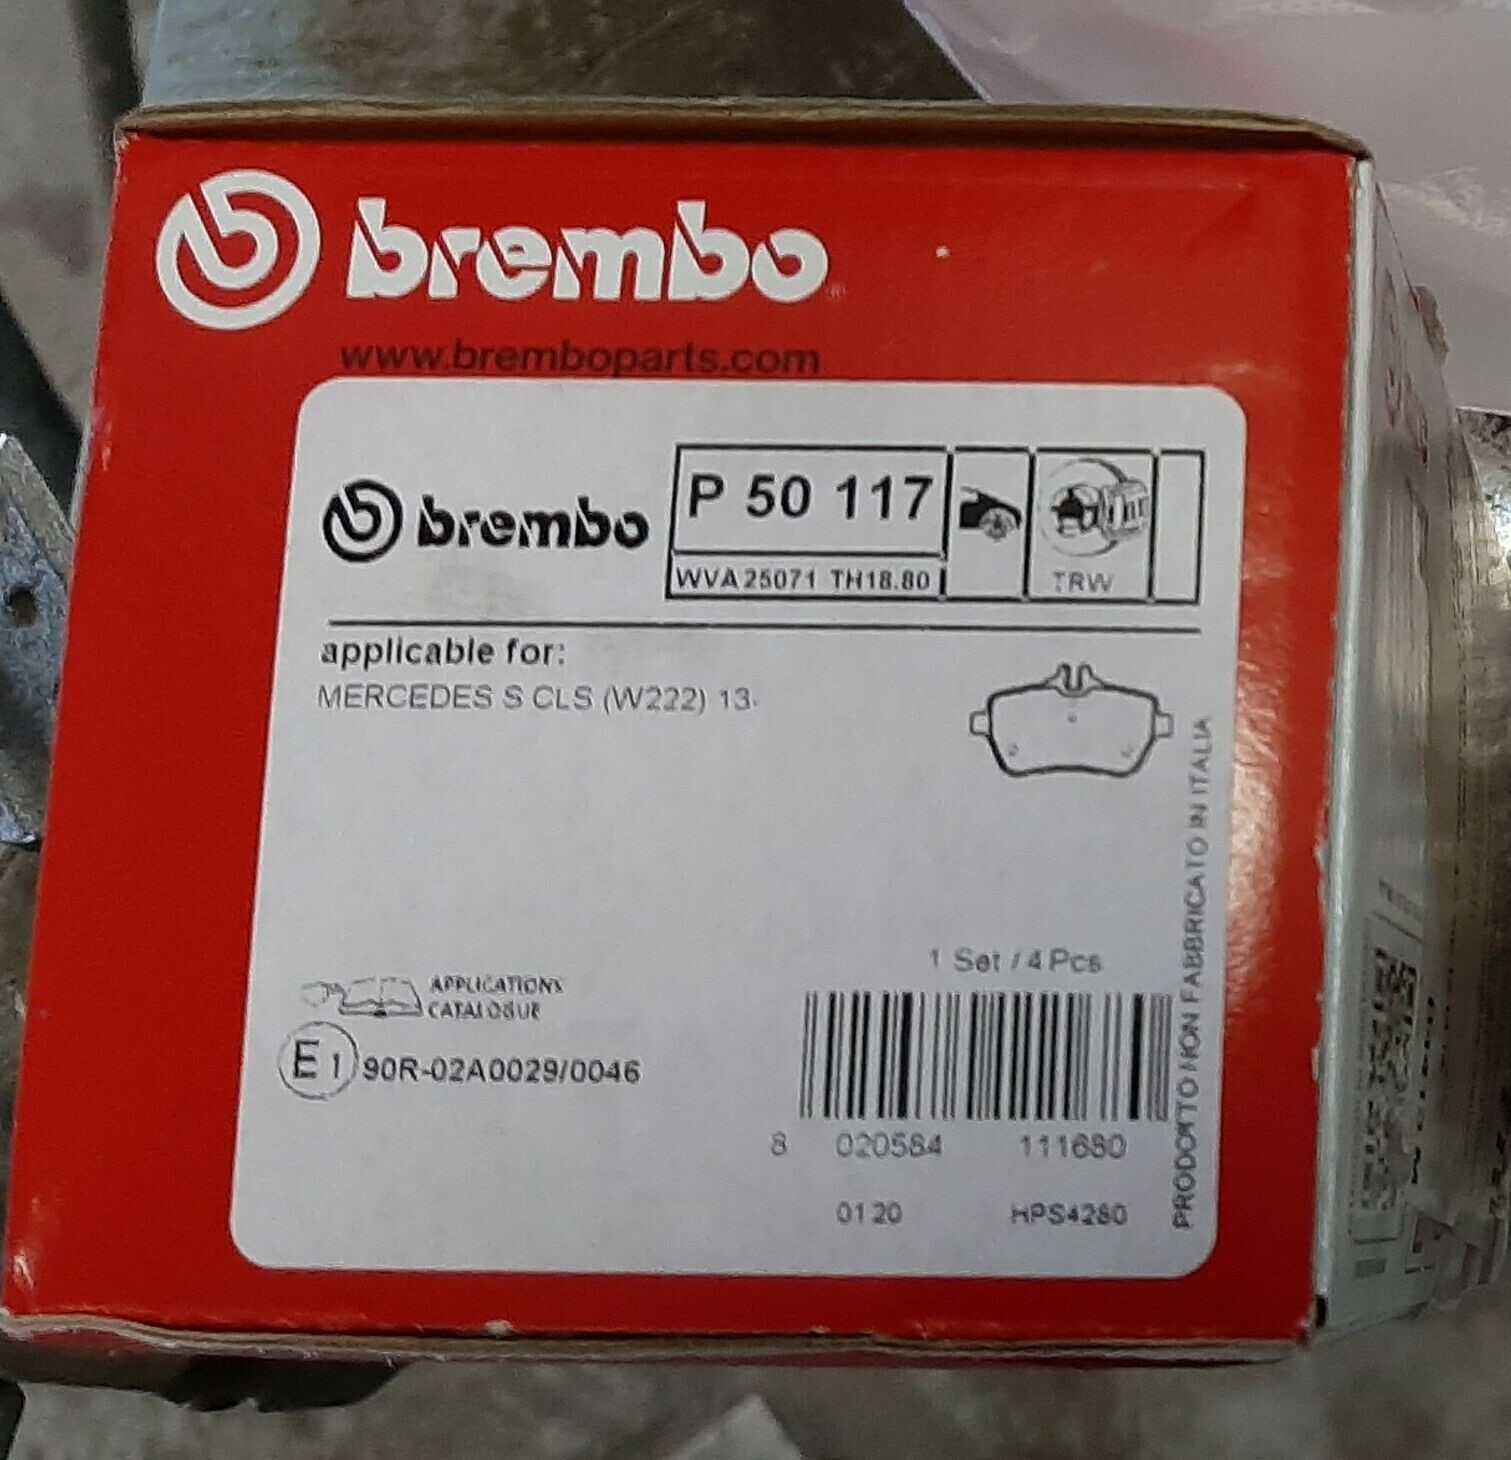 brembo
www.bremboparts.com
brembo
P 50 117
WVA 25071 TH18.80
TRW
applicable for:
MERCEDES S CLS (W222) 13-
PRODOTTO NON FABBRICATO IN ITALIA
1 Set / 4 Pcs
APPLICATIONS
CATALOGUE
E 1 90R-02A0029/0046
8 020584 111680
0120 HPS4280